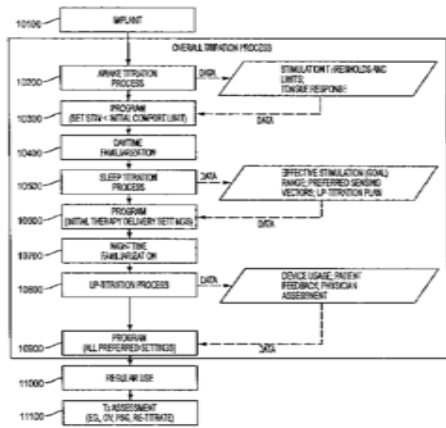 10100
IMPLANT
OVERALL TITRATION PROCESS
10200
AWAKE TITRATION
PROCESS
DATA
STIMULATION THRESHOLDS AND
LIMITS;
TONGUE RESPONSE
10300
PROGRAM
(SET STIM < INITIAL COMFORT LIMIT)
DATA
10400
DAYTIME
FAMILIARIZATION
10500
SLEEP TITRATION
PROCESS
DATA
EFFECTIVE STIMULATION (GOAL)
RANGE; PREFERRED SENSING
VECTORS; UP-TITRATION PLAN
10600
PROGRAM
(INITIAL THERAPY DELIVERY SETTINGS)
DATA
10700
NIGHTTIME
FAMILIARIZATION
10800
UP-TITRATION PROCESS
DATA
DEVICE USAGE; PATIENT
FEEDBACK; PHYSICIAN
ASSESSMENT
10900
PROGRAM
(ALL PREFERRED SETTINGS)
DATA
11000
REGULAR USE
11100
Tx ASSESSMENT
(EG., OV, PSG, RE-TITRATE)